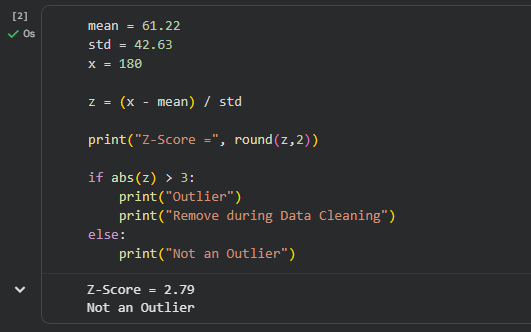 [2]
0s
mean = 61.22
std = 42.63
x = 180
z = (x - mean) / std
print("Z-Score =", round(z,2))
if abs(z) > 3:
    print("Outlier")
    print("Remove during Data Cleaning")
else:
    print("Not an Outlier")
Z-Score = 2.79
Not an Outlier